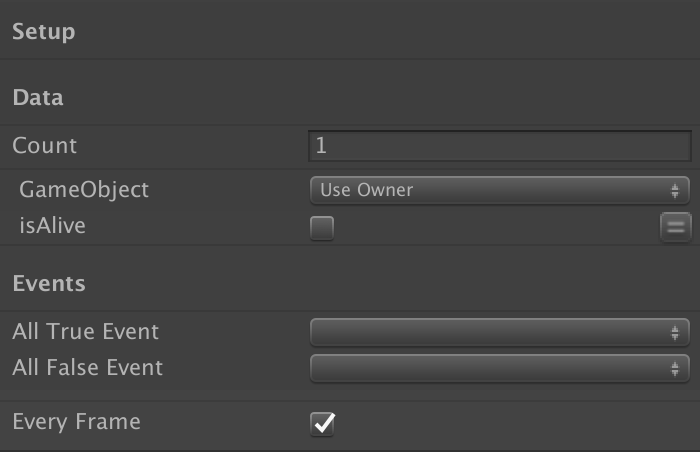 Setup
Data
Count 1
GameObject Use Owner
isAlive
Events
All True Event
All False Event
Every Frame